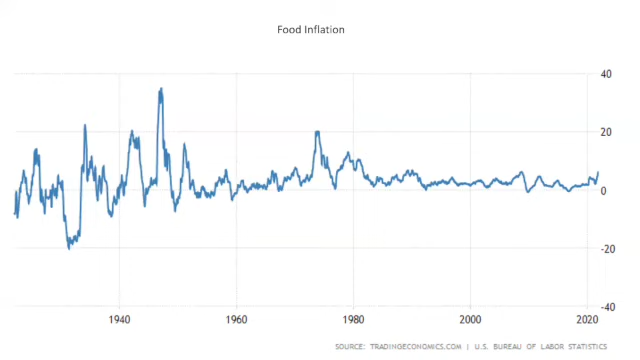 Food Inflation
40
20
0
-20
-40
1940 1960 1980 2000 2020
SOURCE: TRADINGECONOMICS.COM | U.S. BUREAU OF LABOR STATISTICS